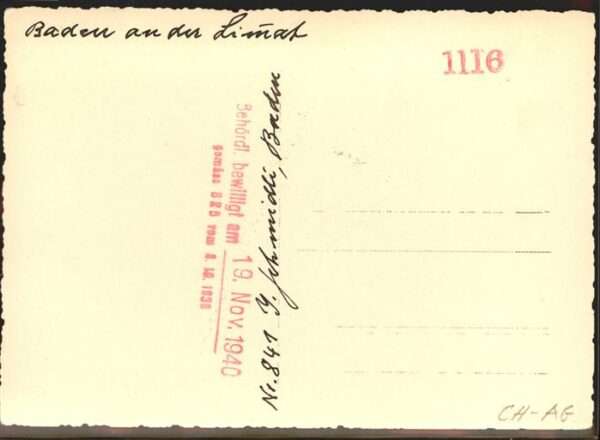 Baden an der Limmat
1116
Behördl. bewilligt am 19. Nov. 1940
gemäss BRB vom 8. 10. 1939
Nr. 841 Y. Schmidli, Baden
CH-AG